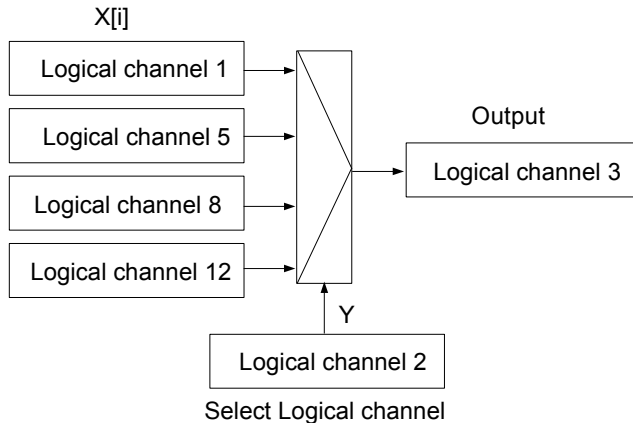 X[i]
Logical channel 1
Logical channel 5
Output
Logical channel 3
Logical channel 8
Logical channel 12
Y
Logical channel 2
Select Logical channel